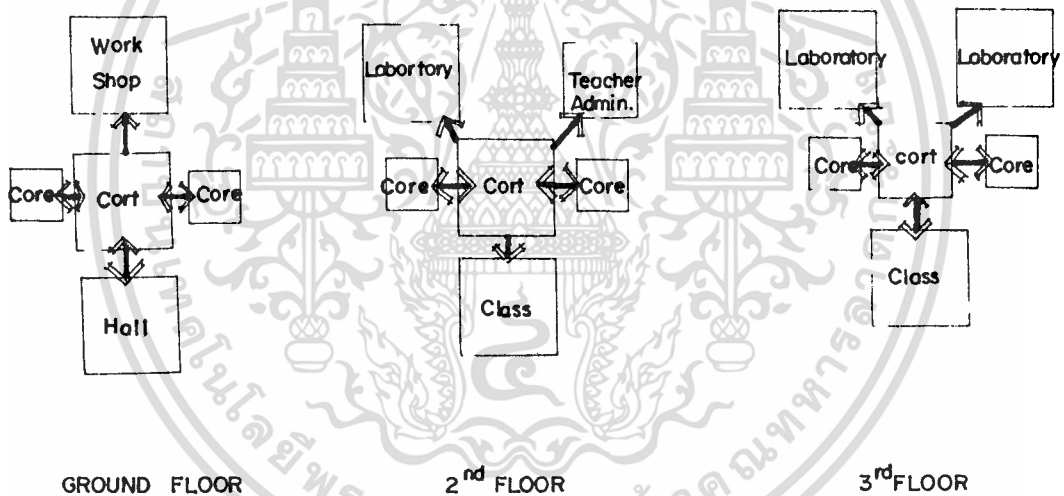 Work
Shop
Core
Cort
Core
Hall
GROUND FLOOR
Labortory
Teacher
Admin.
Core
Cort
Core
Class
2nd FLOOR
Laboratory
Laboratory
Core
cort
Core
Class
3rd FLOOR